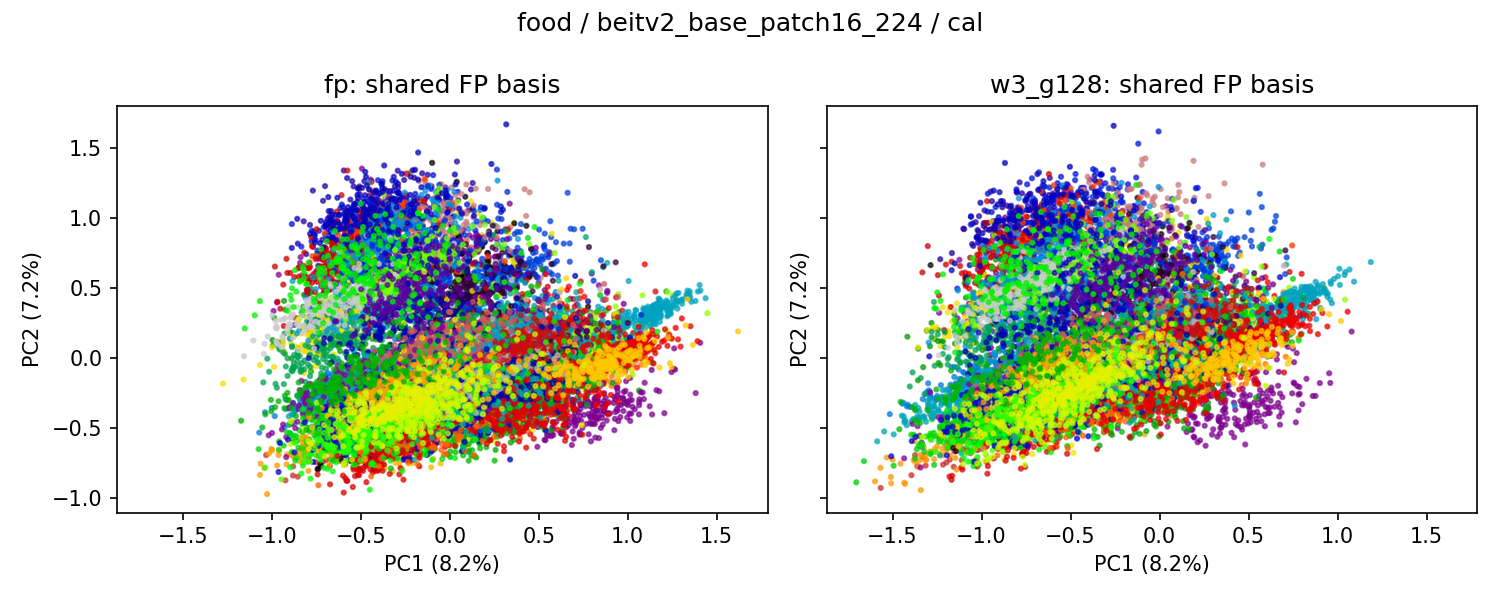 food / beitv2_base_patch16_224 / cal
fp: shared FP basis
w3_g128: shared FP basis
PC2 (7.2%)
1.5
1.0
0.5
0.0
−0.5
−1.0
−1.5
−1.0
−0.5
0.0
0.5
1.0
1.5
PC1 (8.2%)
PC2 (7.2%)
−1.5
−1.0
−0.5
0.0
0.5
1.0
1.5
PC1 (8.2%)